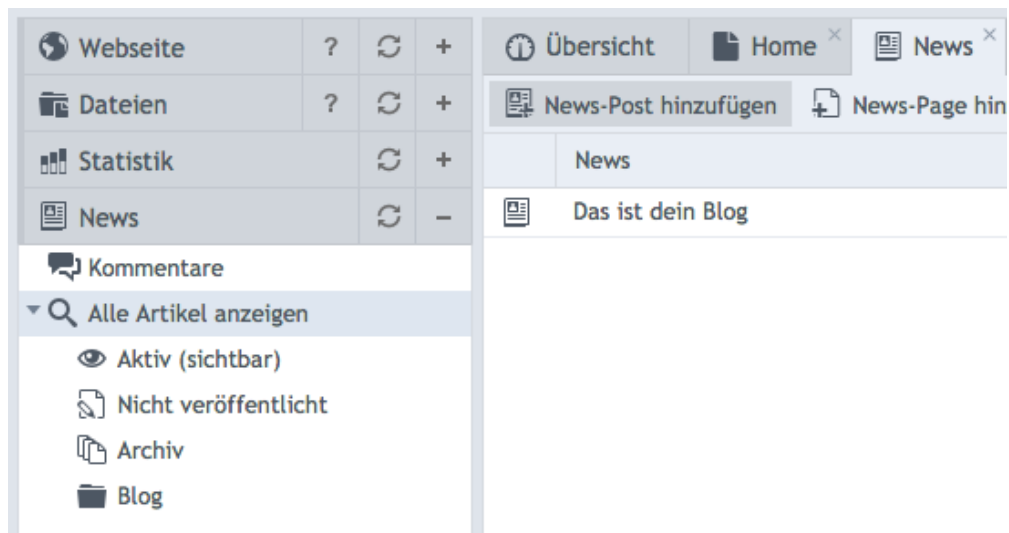 Webseite ? +
Dateien ? +
Statistik +
News −
Kommentare
Alle Artikel anzeigen
Aktiv (sichtbar)
Nicht veröffentlicht
Archiv
Blog
Übersicht Home × News ×
News-Post hinzufügen News-Page hin
News
Das ist dein Blog